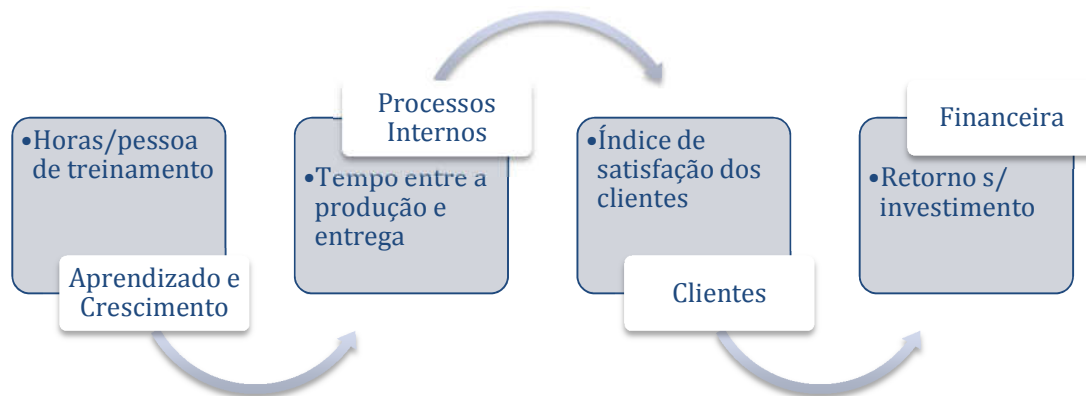 •Horas/pessoa
de treinamento
Aprendizado e
Crescimento
Processos
Internos
•Tempo entre a
produção e
entrega
•Índice de
satisfação dos
clientes
Clientes
Financeira
•Retorno s/
investimento